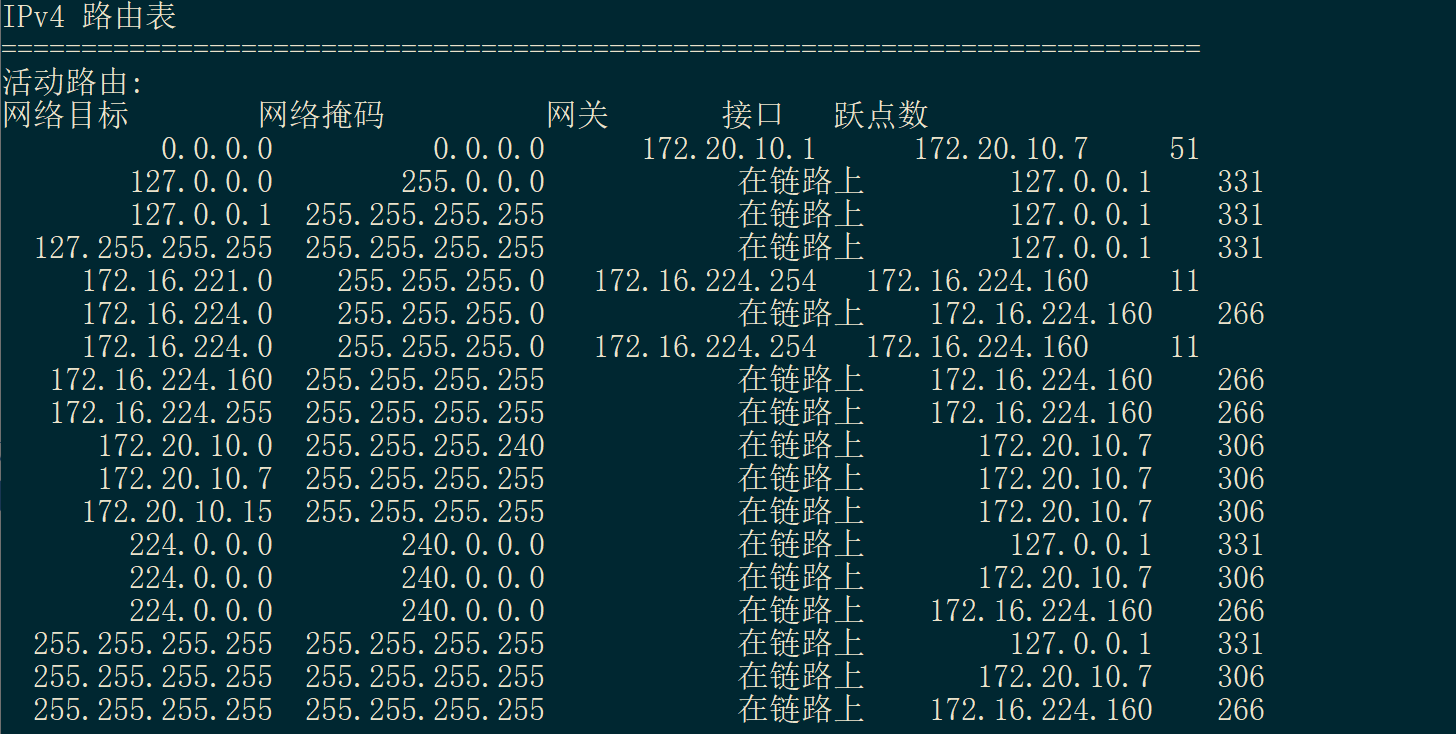 IPv4 路由表
===========================================================================
活动路由:
网络目标        网络掩码          网关       接口   跃点数
          0.0.0.0          0.0.0.0      172.20.10.1      172.20.10.7     51
        127.0.0.0        255.0.0.0            在链路上         127.0.0.1    331
        127.0.0.1  255.255.255.255            在链路上         127.0.0.1    331
  127.255.255.255  255.255.255.255            在链路上         127.0.0.1    331
     172.16.221.0    255.255.255.0   172.16.224.254   172.16.224.160     11
     172.16.224.0    255.255.255.0            在链路上    172.16.224.160    266
     172.16.224.0    255.255.255.0   172.16.224.254   172.16.224.160     11
   172.16.224.160  255.255.255.255            在链路上    172.16.224.160    266
   172.16.224.255  255.255.255.255            在链路上    172.16.224.160    266
      172.20.10.0  255.255.255.240            在链路上       172.20.10.7    306
      172.20.10.7  255.255.255.255            在链路上       172.20.10.7    306
     172.20.10.15  255.255.255.255            在链路上       172.20.10.7    306
        224.0.0.0        240.0.0.0            在链路上         127.0.0.1    331
        224.0.0.0        240.0.0.0            在链路上       172.20.10.7    306
        224.0.0.0        240.0.0.0            在链路上    172.16.224.160    266
  255.255.255.255  255.255.255.255            在链路上         127.0.0.1    331
  255.255.255.255  255.255.255.255            在链路上       172.20.10.7    306
  255.255.255.255  255.255.255.255            在链路上    172.16.224.160    266